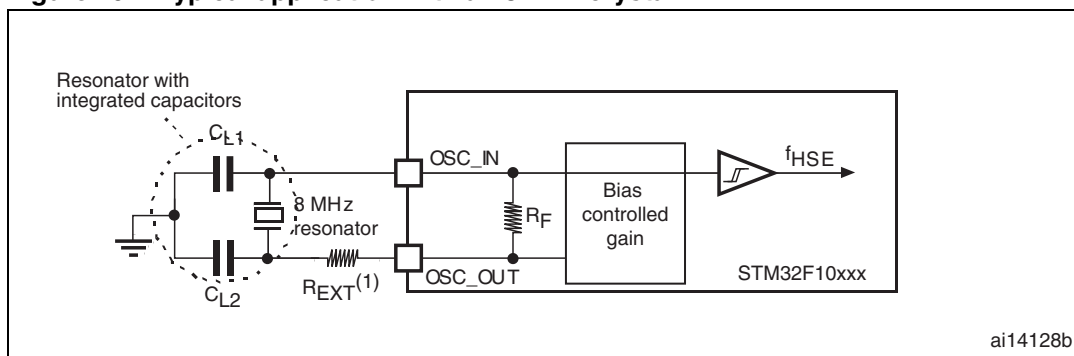 Resonator with
integrated capacitors
CL1
OSC_IN
fHSE
8 MHz
resonator
RF
Bias
controlled
gain
OSC_OUT
REXT(1)
CL2
STM32F10xxx
ai14128b